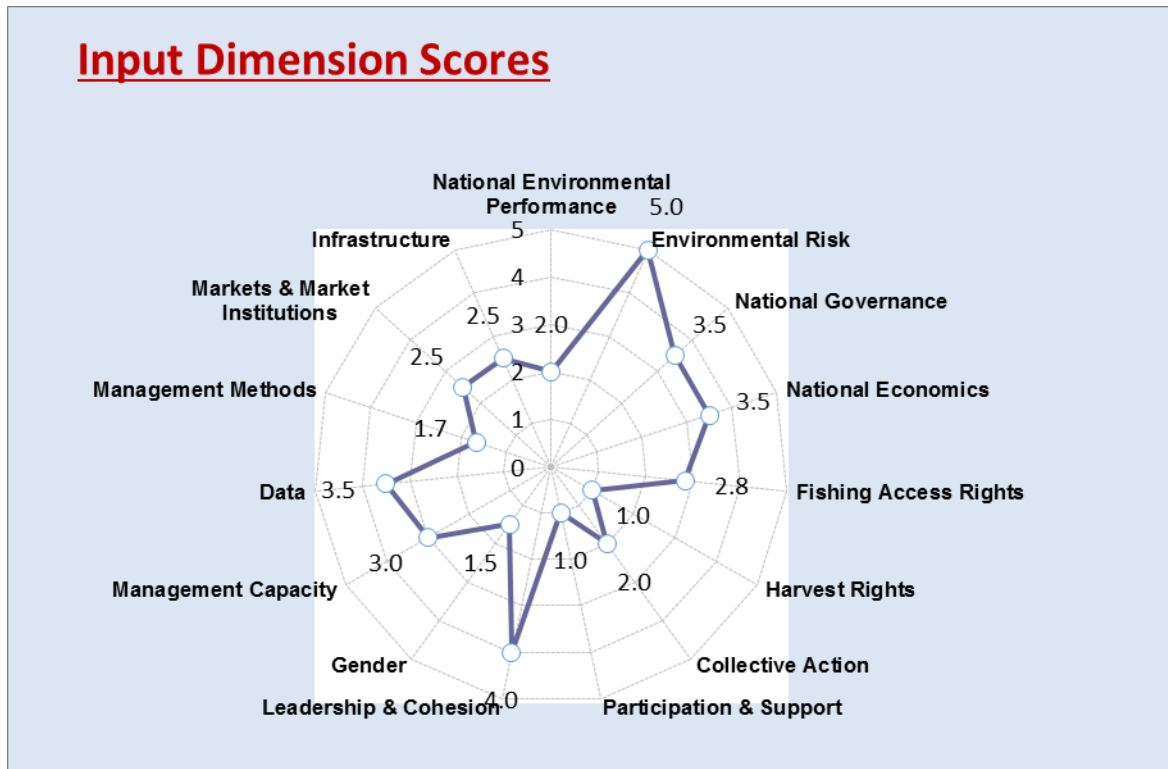 Input Dimension Scores
National Environmental
Performance
5.0
5
Infrastructure
Environmental Risk
4
Markets & Market
Institutions
National Governance
2.5
3
2.0
3.5
2.5
2
Management Methods
National Economics
3.5
1.7
1
0
Data
3.5
2.8
Fishing Access Rights
1.0
3.0
1.5
1.0
2.0
Management Capacity
Harvest Rights
Gender
Collective Action
4.0
Leadership & Cohesion
Participation & Support